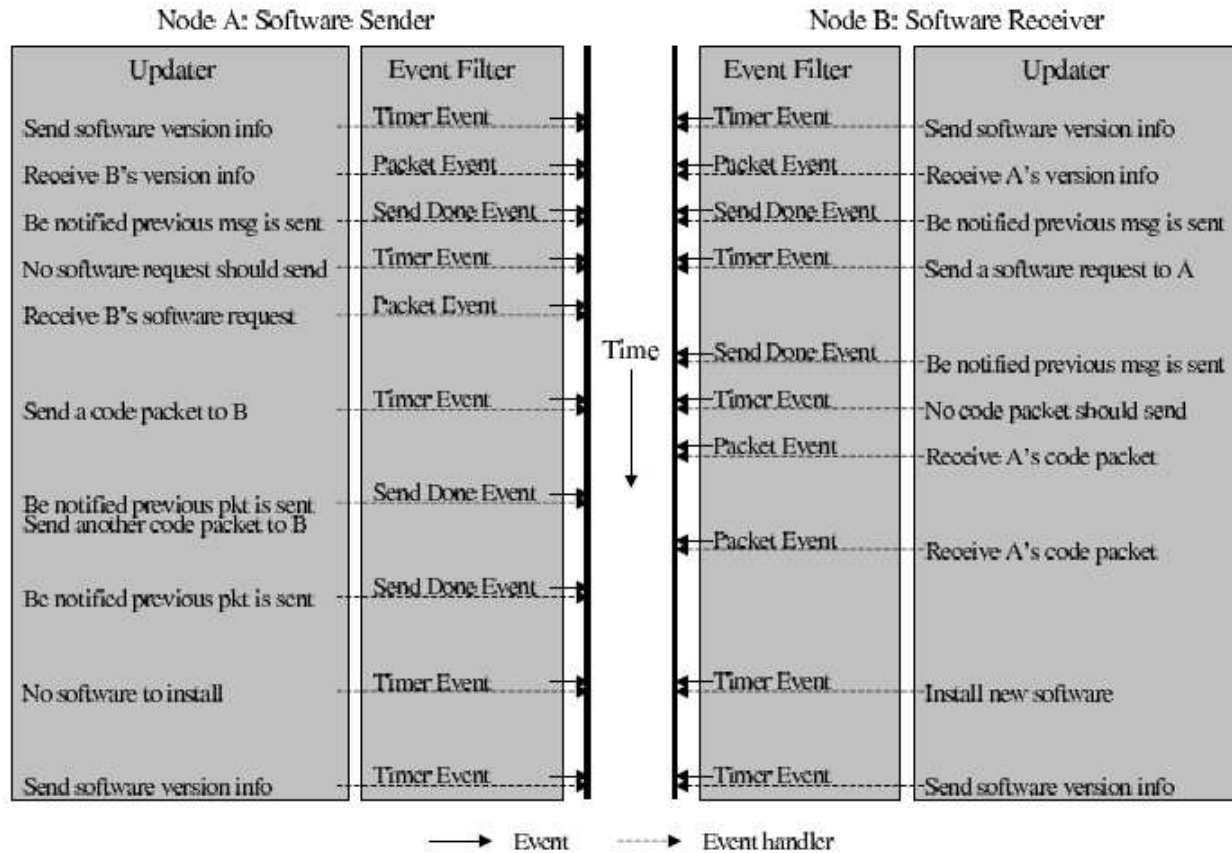 Node A: Software Sender
Node B: Software Receiver
Updater
Event Filter
Event Filter
Updater
Timer Event
Timer Event
Send software version info
Send software version info
Packet Event
Packet Event
Receive B's version info
Receive A's version info
Send Done Event
Send Done Event
Be notified previous msg is sent
Be notified previous msg is sent
Timer Event
Timer Event
No software request should send
Send a software request to A
Packet Event
Receive B's software request
Time
Send Done Event
Be notified previous msg is sent
Timer Event
Timer Event
Send a code packet to B
No code packet should send
Packet Event
Receive A's code packet
Send Done Event
Be notified previous pkt is sent
Send another code packet to B
Packet Event
Receive A's code packet
Send Done Event
Be notified previous pkt is sent
Timer Event
Timer Event
No software to install
Install new software
Timer Event
Timer Event
Send software version info
Send software version info
Event
Event handler